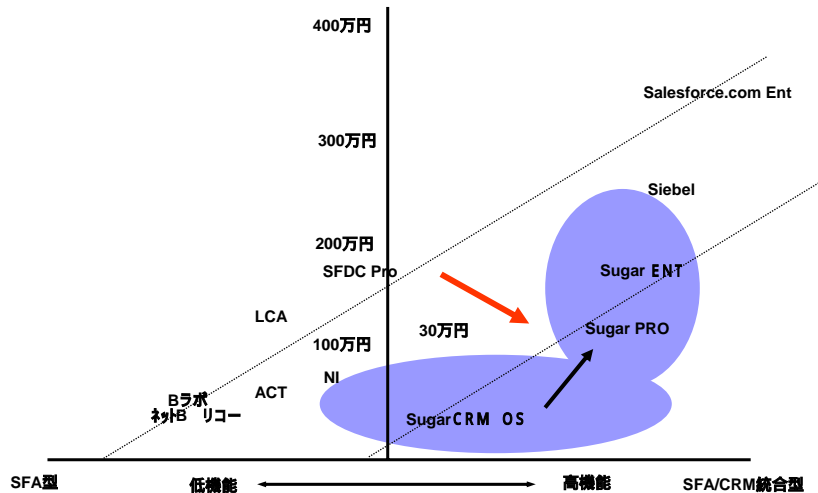 400万円
Salesforce.com Ent
300万円
Siebel
200万円
SFDC Pro
Sugar ENT
LCA
30万円
Sugar PRO
100万円
NI
ACT
Bラボ
ネットB リコー
SugarCRM OS
SFA型
低機能
高機能
SFA/CRM統合型